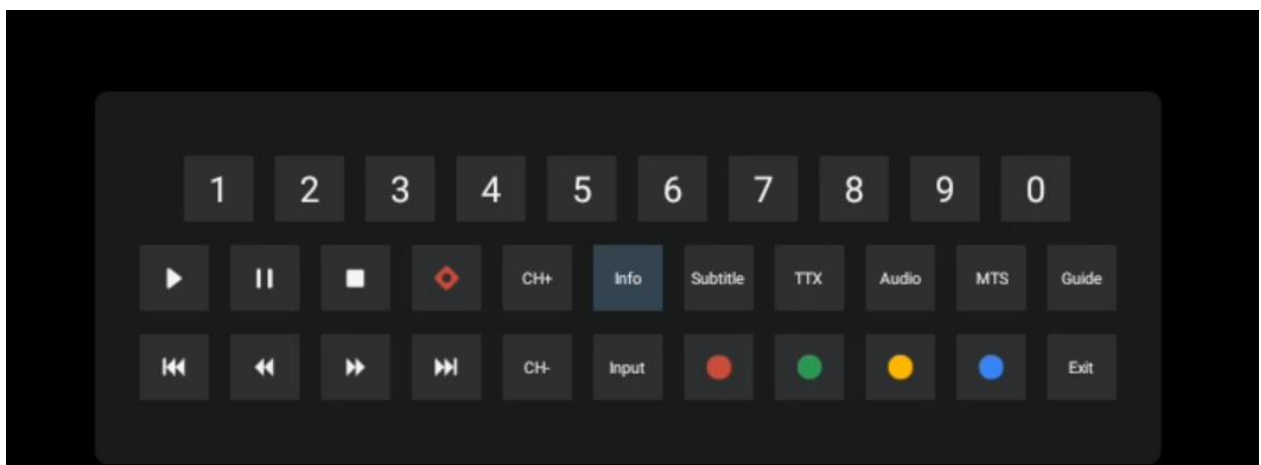 1 2 3 4 5 6 7 8 9 0
CH+ Info Subtitle TTX Audio MTS Guide
CH- Input Exit